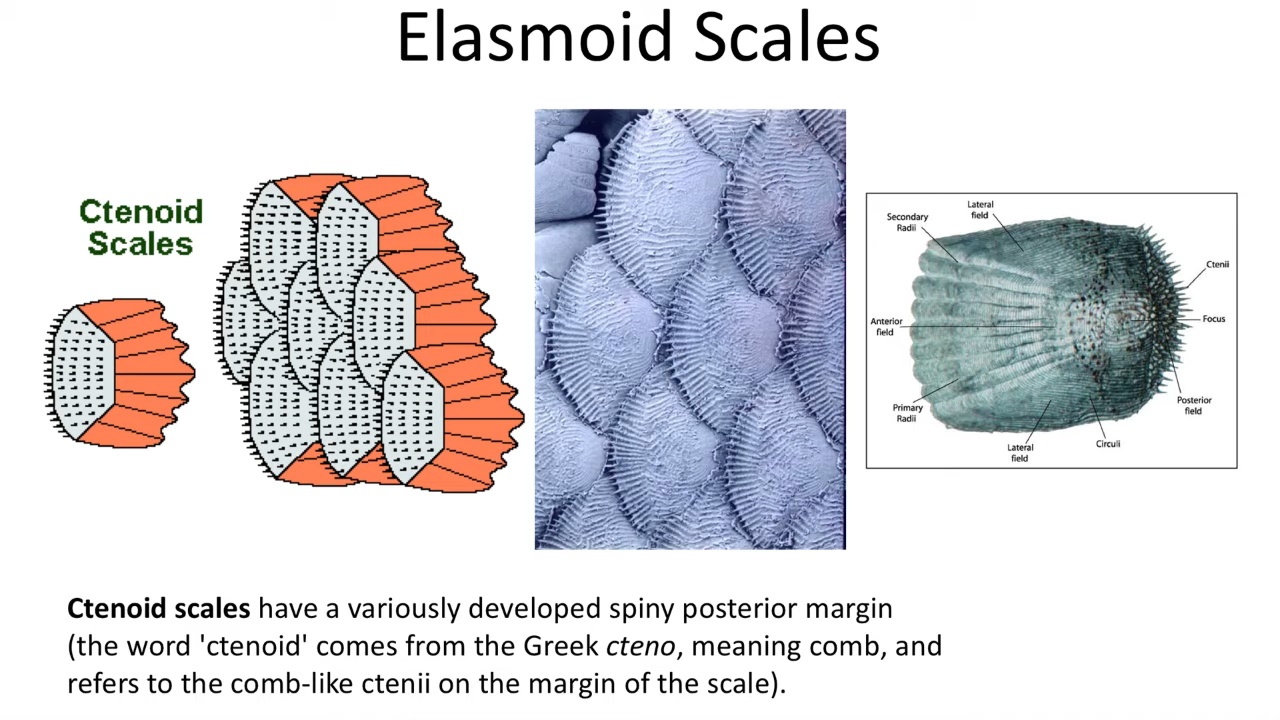 Elasmoid Scales
Ctenoid
Scales
Lateral
field
Secondary
Radii
Ctenii
Anterior
field
Focus
Primary
Radii
Posterior
field
Lateral
field
Circuli
Ctenoid scales have a variously developed spiny posterior margin
(the word 'ctenoid' comes from the Greek cteno, meaning comb, and
refers to the comb-like ctenii on the margin of the scale).